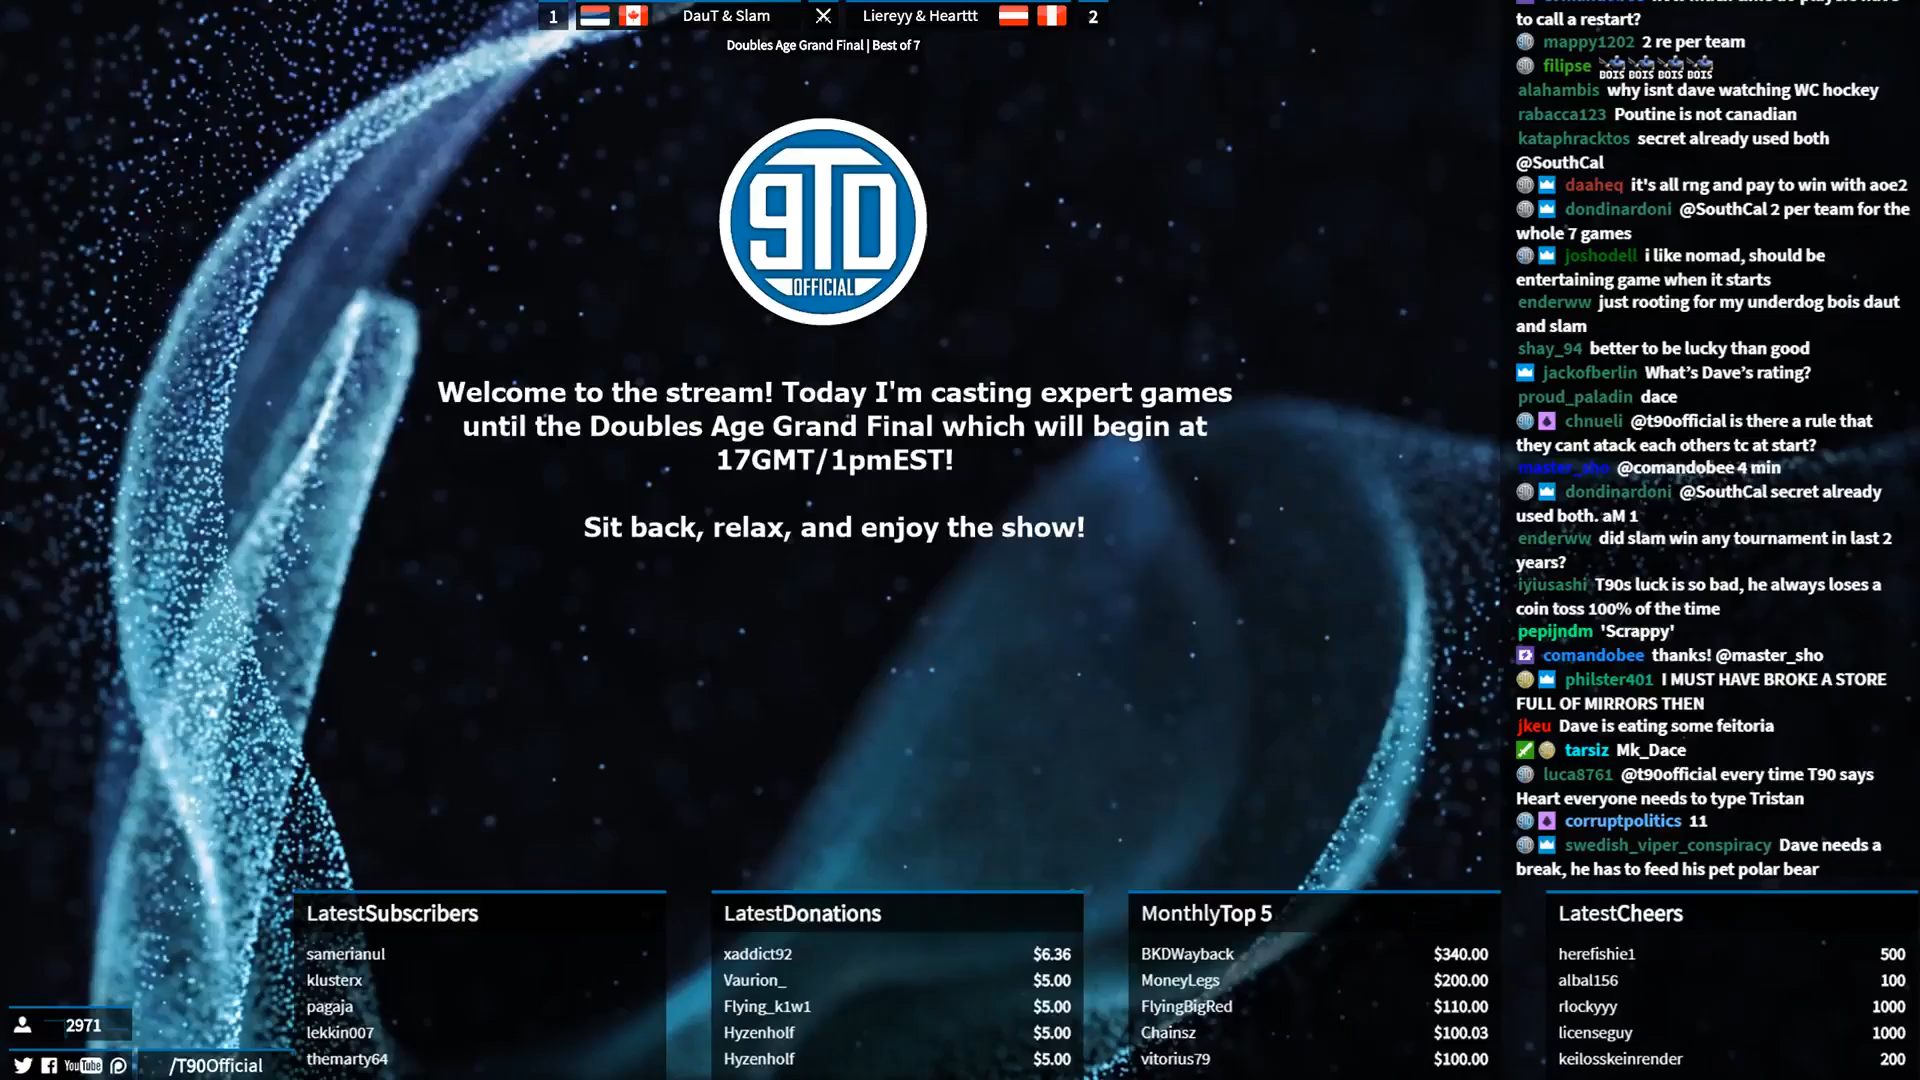 1 DauT & Slam Liereyy & Hearttt 2
Doubles Age Grand Final | Best of 7
9TD
OFFICIAL
Welcome to the stream! Today I'm casting expert games
until the Doubles Age Grand Final which will begin at
17GMT/1pmEST!
Sit back, relax, and enjoy the show!
to call a restart?
mappy1202 2 re per team
filipse BOIS BOIS BOIS BOIS
alahambis why isnt dave watching WC hockey
rabacca123 Poutine is not canadian
kataphracktos secret already used both
@SouthCal
daaheq it's all rng and pay to win with aoe2
dondinardoni @SouthCal 2 per team for the
whole 7 games
joshodell i like nomad, should be
entertaining game when it starts
enderww just rooting for my underdog bois daut
and slam
shay_94 better to be lucky than good
jackofberlin What's Dave's rating?
proud_paladin dace
chnueli @t90official is there a rule that
they cant atack each others tc at start?
master_sho @comandobee 4 min
dondinardoni @SouthCal secret already
used both. aM 1
enderww did slam win any tournament in last 2
years?
iyiusashi T90s luck is so bad, he always loses a
coin toss 100% of the time
pepijndm 'Scrappy'
comandobee thanks! @master_sho
philster401 I MUST HAVE BROKE A STORE
FULL OF MIRRORS THEN
jkeu Dave is eating some feitoria
tarsiz Mk_Dace
luca8761 @t90official every time T90 says
Heart everyone needs to type Tristan
corruptpolitics 11
swedish_viper_conspiracy Dave needs a
break, he has to feed his pet polar bear
LatestSubscribers
samerianul
klusterx
pagaja
lekkin007
themarty64
LatestDonations
xaddict92 $6.36
Vaurion_ $5.00
Flying_k1w1 $5.00
Hyzenholf $5.00
Hyzenholf $5.00
MonthlyTop 5
BKDWayback $340.00
MoneyLegs $200.00
FlyingBigRed $110.00
Chainsz $100.03
vitorius79 $100.00
LatestCheers
herefishie1 500
albal156 100
rlockyyy 1000
licenseguy 1000
keilosskeinrender 200
2971
YouTube /T90Official